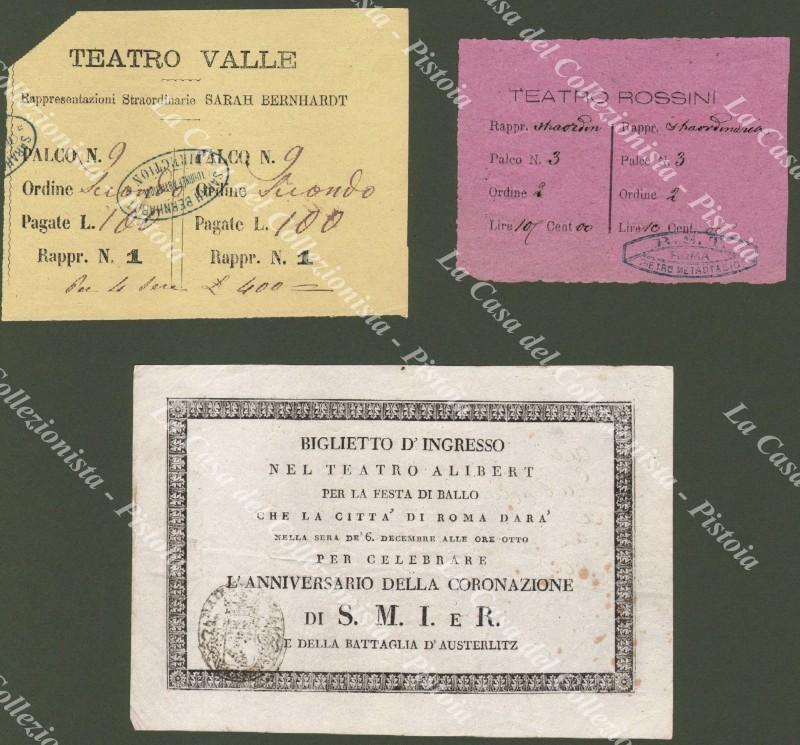 TEATRO VALLE
Rappresentazioni Straordinarie SARAH BERNHARDT
PALCO N. 9 PALCO N. 9
Ordine Secondo Ordine Secondo
Pagate L. 100 Pagate L. 100
Rappr. N. 1 Rappr. N. 1
Per 4 Sere £ 400
SARAH BERNHARDT
DIRECTION
TEATRO ROSSINI
Rappr. Straordin Rappr. Straordinario
Palco N. 3 Palco N. 3
Ordine 2 Ordine 2
Lire 10 Cent 00 Lire 10 Cent.
ROMA
PIETRO METASTASIO
BIGLIETTO D'INGRESSO
NEL TEATRO ALIBERT
PER LA FESTA DI BALLO
CHE LA CITTA' DI ROMA DARA'
NELLA SERA DE' 6. DECEMBRE ALLE ORE OTTO
PER CELEBRARE
L'ANNIVERSARIO DELLA CORONAZIONE
DI S. M. I. E R.
E DELLA BATTAGLIA D'AUSTERLITZ
La Casa del Collezionista - Pistoia